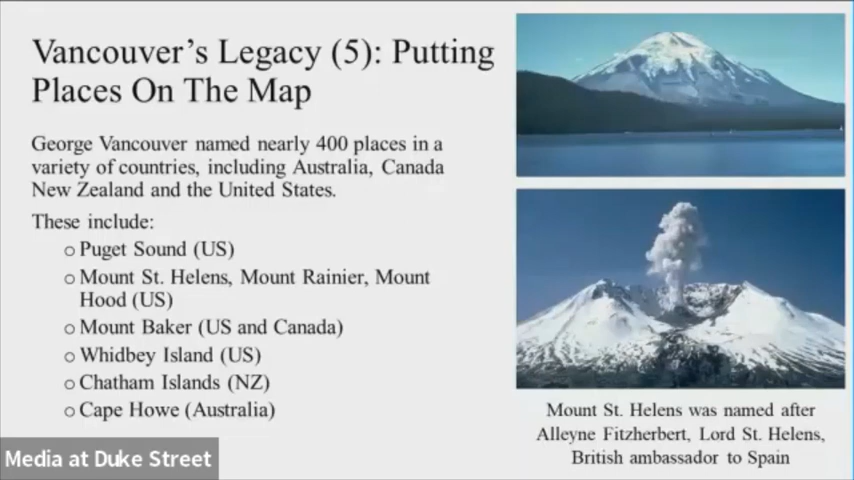 Vancouver's Legacy (5): Putting
Places On The Map
George Vancouver named nearly 400 places in a
variety of countries, including Australia, Canada
New Zealand and the United States.
These include:
o Puget Sound (US)
o Mount St. Helens, Mount Rainier, Mount
Hood (US)
o Mount Baker (US and Canada)
o Whidbey Island (US)
o Chatham Islands (NZ)
o Cape Howe (Australia)
Mount St. Helens was named after
Alleyne Fitzherbert, Lord St. Helens,
British ambassador to Spain
Media at Duke Street